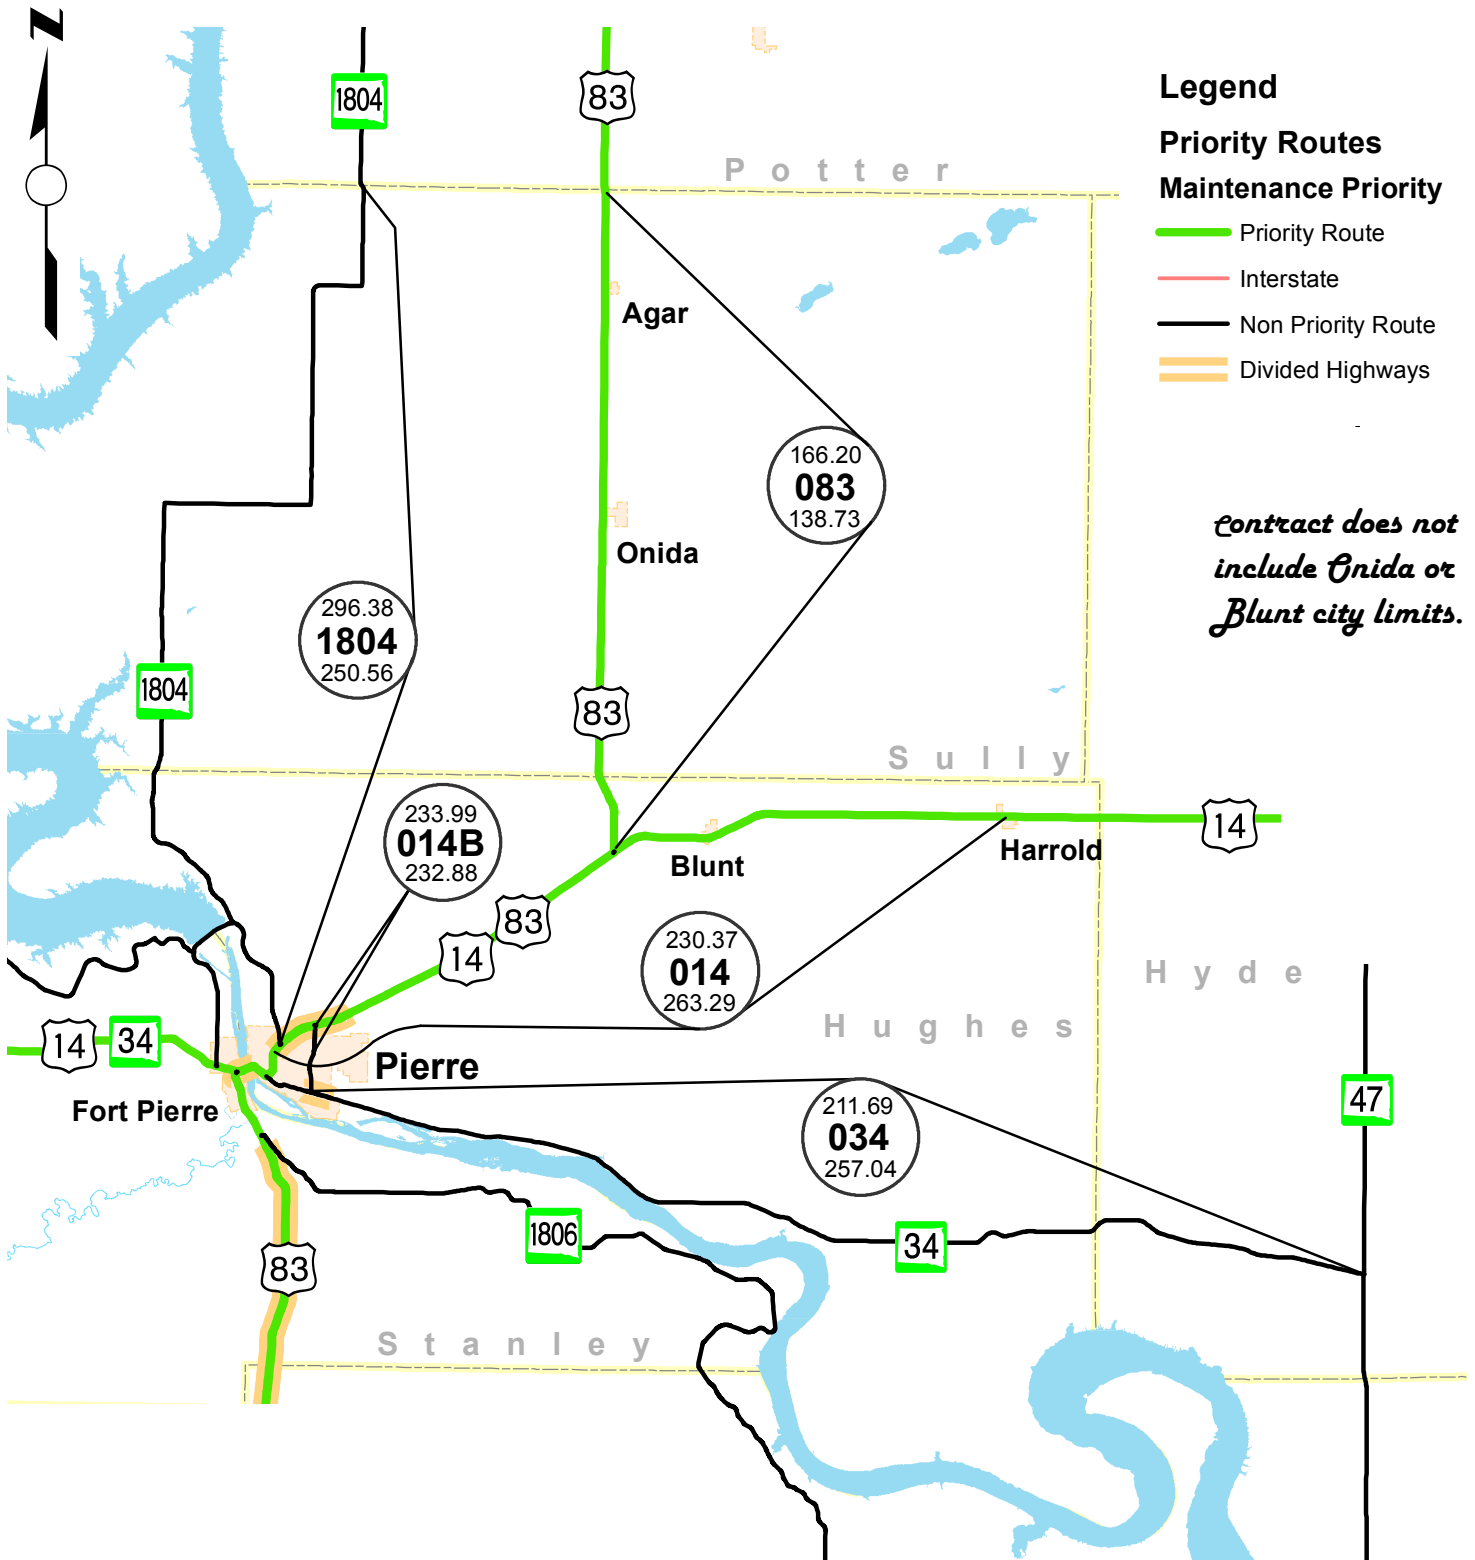 N
1804
83
Legend
Priority Routes
Maintenance Priority
Priority Route
Interstate
Non Priority Route
Divided Highways
-
Potter
Agar
166.20
083
138.73
Contract does not
include Onida or
Blunt city limits.
Onida
296.38
1804
250.56
1804
83
Sully
233.99
014B
232.88
14
Harrold
Blunt
83
14
230.37
014
263.29
Hyde
Hughes
14
34
Pierre
Fort Pierre
211.69
034
257.04
47
1806
34
83
Stanley